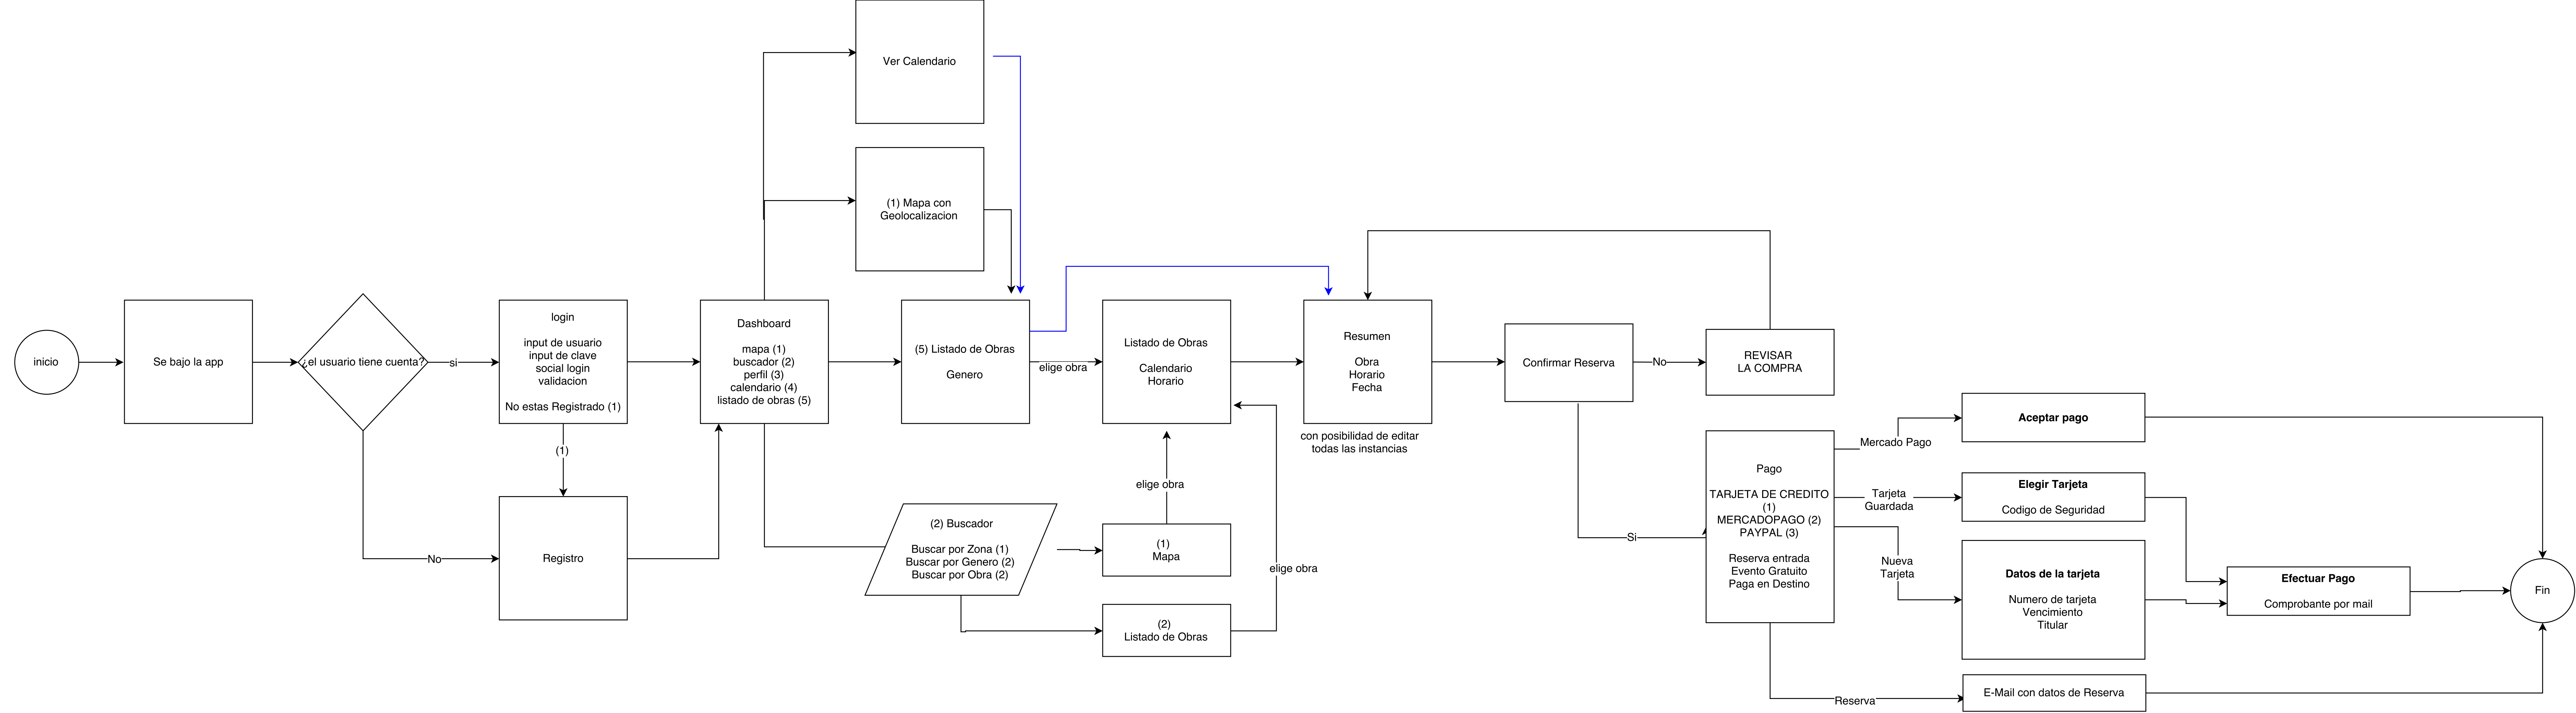 inicio
Se bajo la app
¿el usuario tiene cuenta?
si
No
login
input de usuario
input de clave
social login
validacion
No estas Registrado (1)
(1)
Registro
Dashboard
mapa (1)
buscador (2)
perfil (3)
calendario (4)
listado de obras (5)
Ver Calendario
(1) Mapa con
Geolocalizacion
(5) Listado de Obras
Genero
elige obra
(2) Buscador
Buscar por Zona (1)
Buscar por Genero (2)
Buscar por Obra (2)
(1)
Mapa
elige obra
(2)
Listado de Obras
elige obra
Listado de Obras
Calendario
Horario
Resumen
Obra
Horario
Fecha
con posibilidad de editar
todas las instancias
Confirmar Reserva
No
REVISAR
LA COMPRA
Si
Pago
TARJETA DE CREDITO
(1)
MERCADOPAGO (2)
PAYPAL (3)
Reserva entrada
Evento Gratuito
Paga en Destino
Mercado Pago
Aceptar pago
Tarjeta
Guardada
Elegir Tarjeta
Codigo de Seguridad
Nueva
Tarjeta
Datos de la tarjeta
Numero de tarjeta
Vencimiento
Titular
Efectuar Pago
Comprobante por mail
Reserva
E-Mail con datos de Reserva
Fin